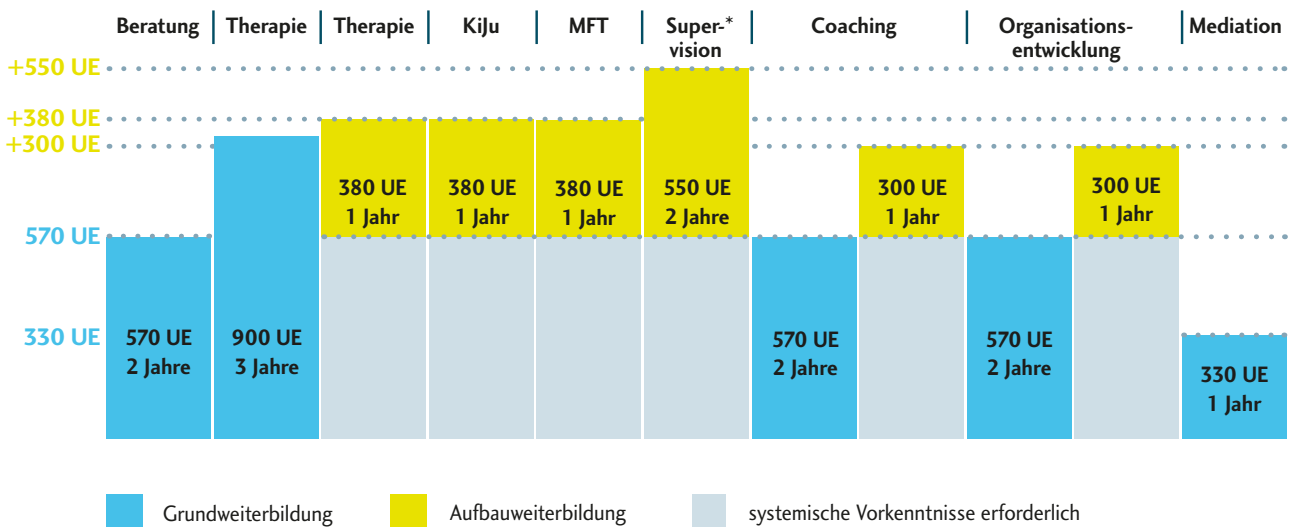 Beratung | Therapie | Therapie | KiJu | MFT | Super-* | Coaching | Organisations- | Mediation
vision entwicklung
+550 UE
+380 UE
+300 UE
380 UE 380 UE 380 UE 550 UE 300 UE 300 UE
1 Jahr 1 Jahr 1 Jahr 2 Jahre 1 Jahr 1 Jahr
570 UE
330 UE
570 UE 900 UE 570 UE 570 UE
2 Jahre 3 Jahre 2 Jahre 2 Jahre
330 UE
1 Jahr
Grundweiterbildung Aufbauweiterbildung systemische Vorkenntnisse erforderlich